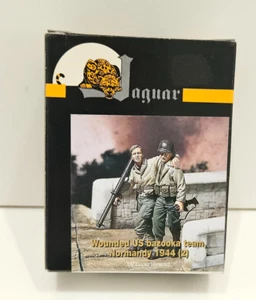 Jaguar
Wounded US bazooka team,
Normandy 1944 (2)